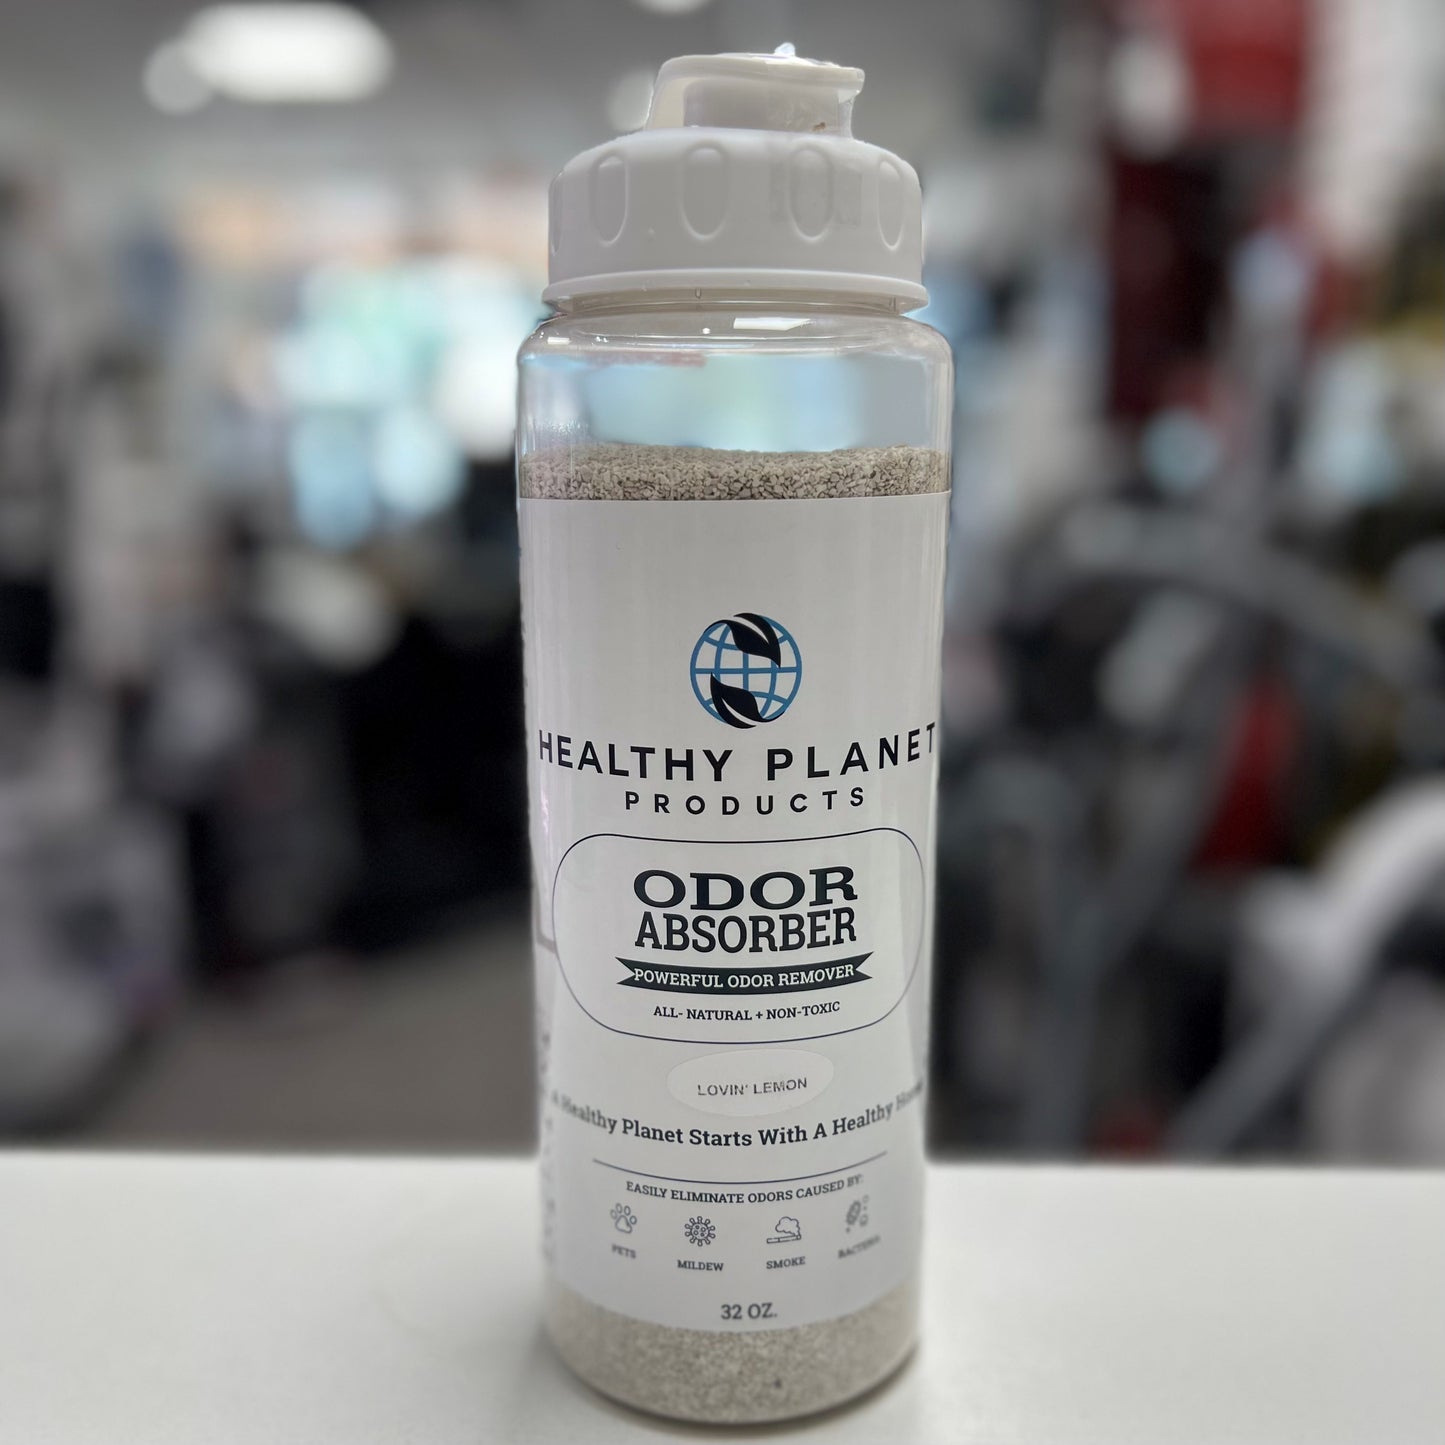 HEALTHY PLANET
PRODUCTS
ODOR
ABSORBER
POWERFUL ODOR REMOVER
ALL- NATURAL + NON-TOXIC
LOVIN' LEMON
A Healthy Planet Starts With A Healthy
EASILY ELIMINATE ODORS CAUSED BY:
PETS
MILDEW
SMOKE
BACTERIA
32 OZ.